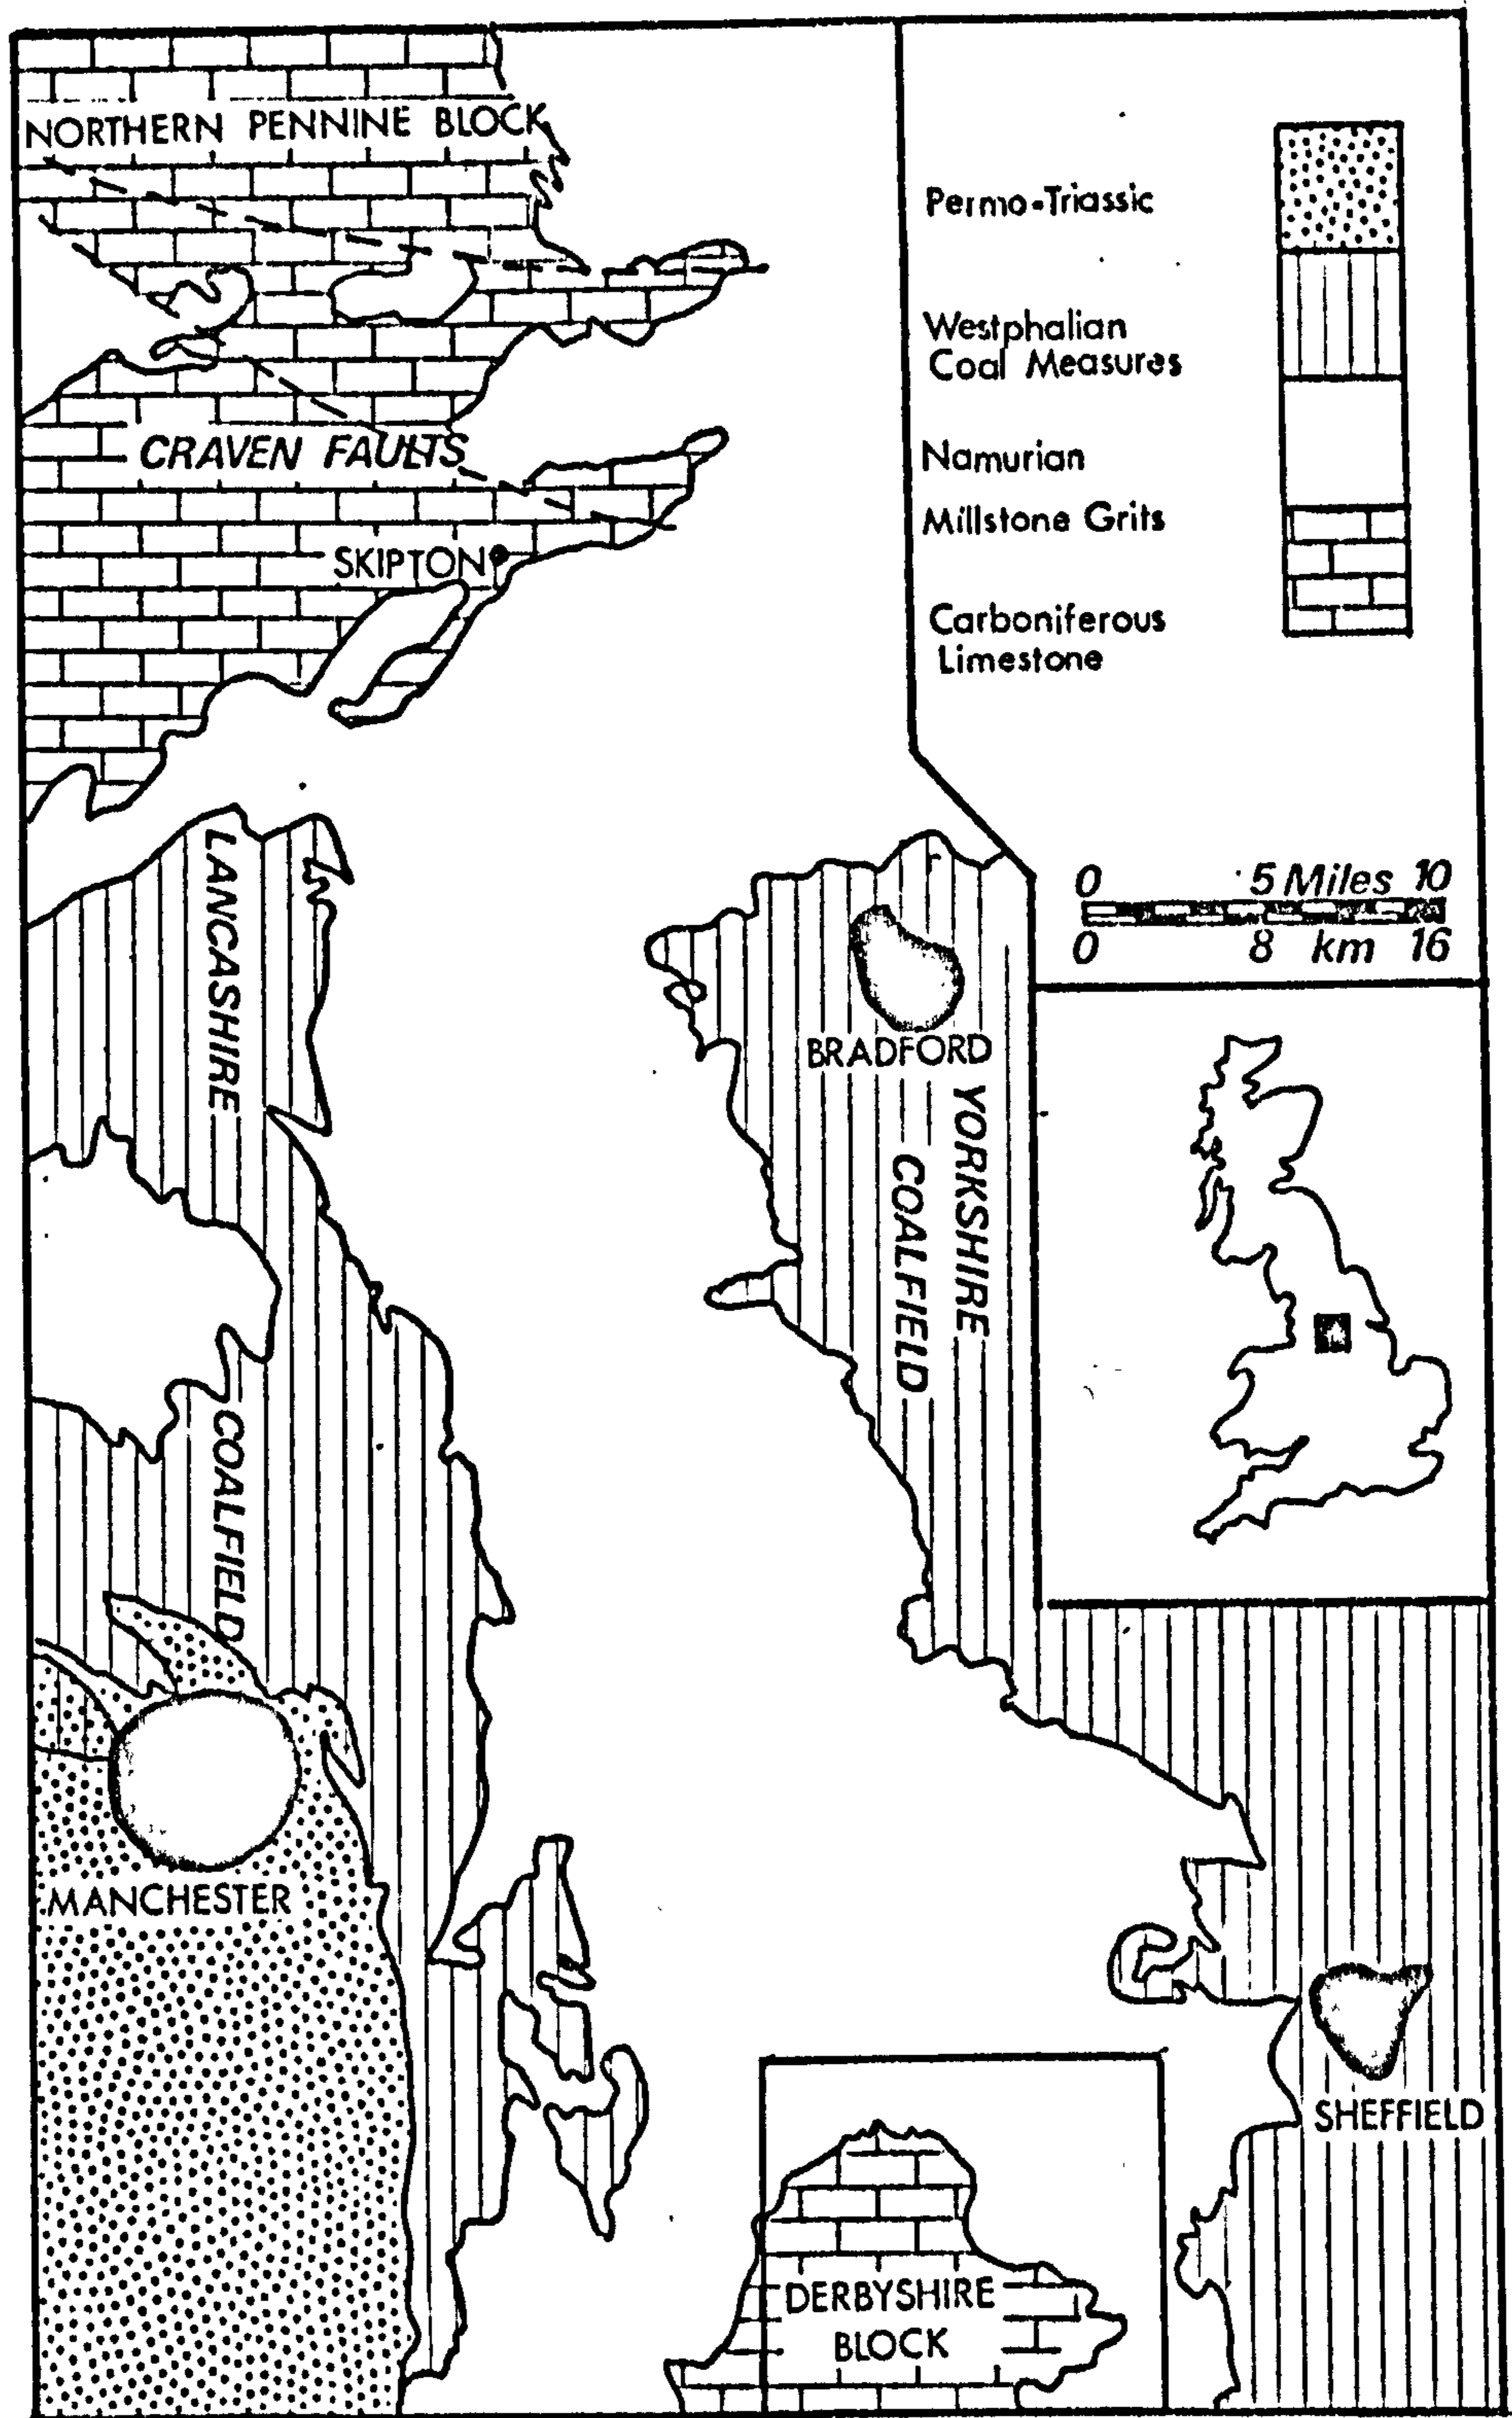 NORTHERN PENNINE BLOCK
CRAVEN FAULTS
SKIPTON
Permo-Triassic
Westphalian
Coal Measures
Namurian
Millstone Grits
Carboniferous
Limestone
0 5 Miles 10
0 8 km 16
LANCASHIRE
COALFIELD
BRADFORD
YORKSHIRE
COALFIELD
MANCHESTER
SHEFFIELD
DERBYSHIRE
BLOCK